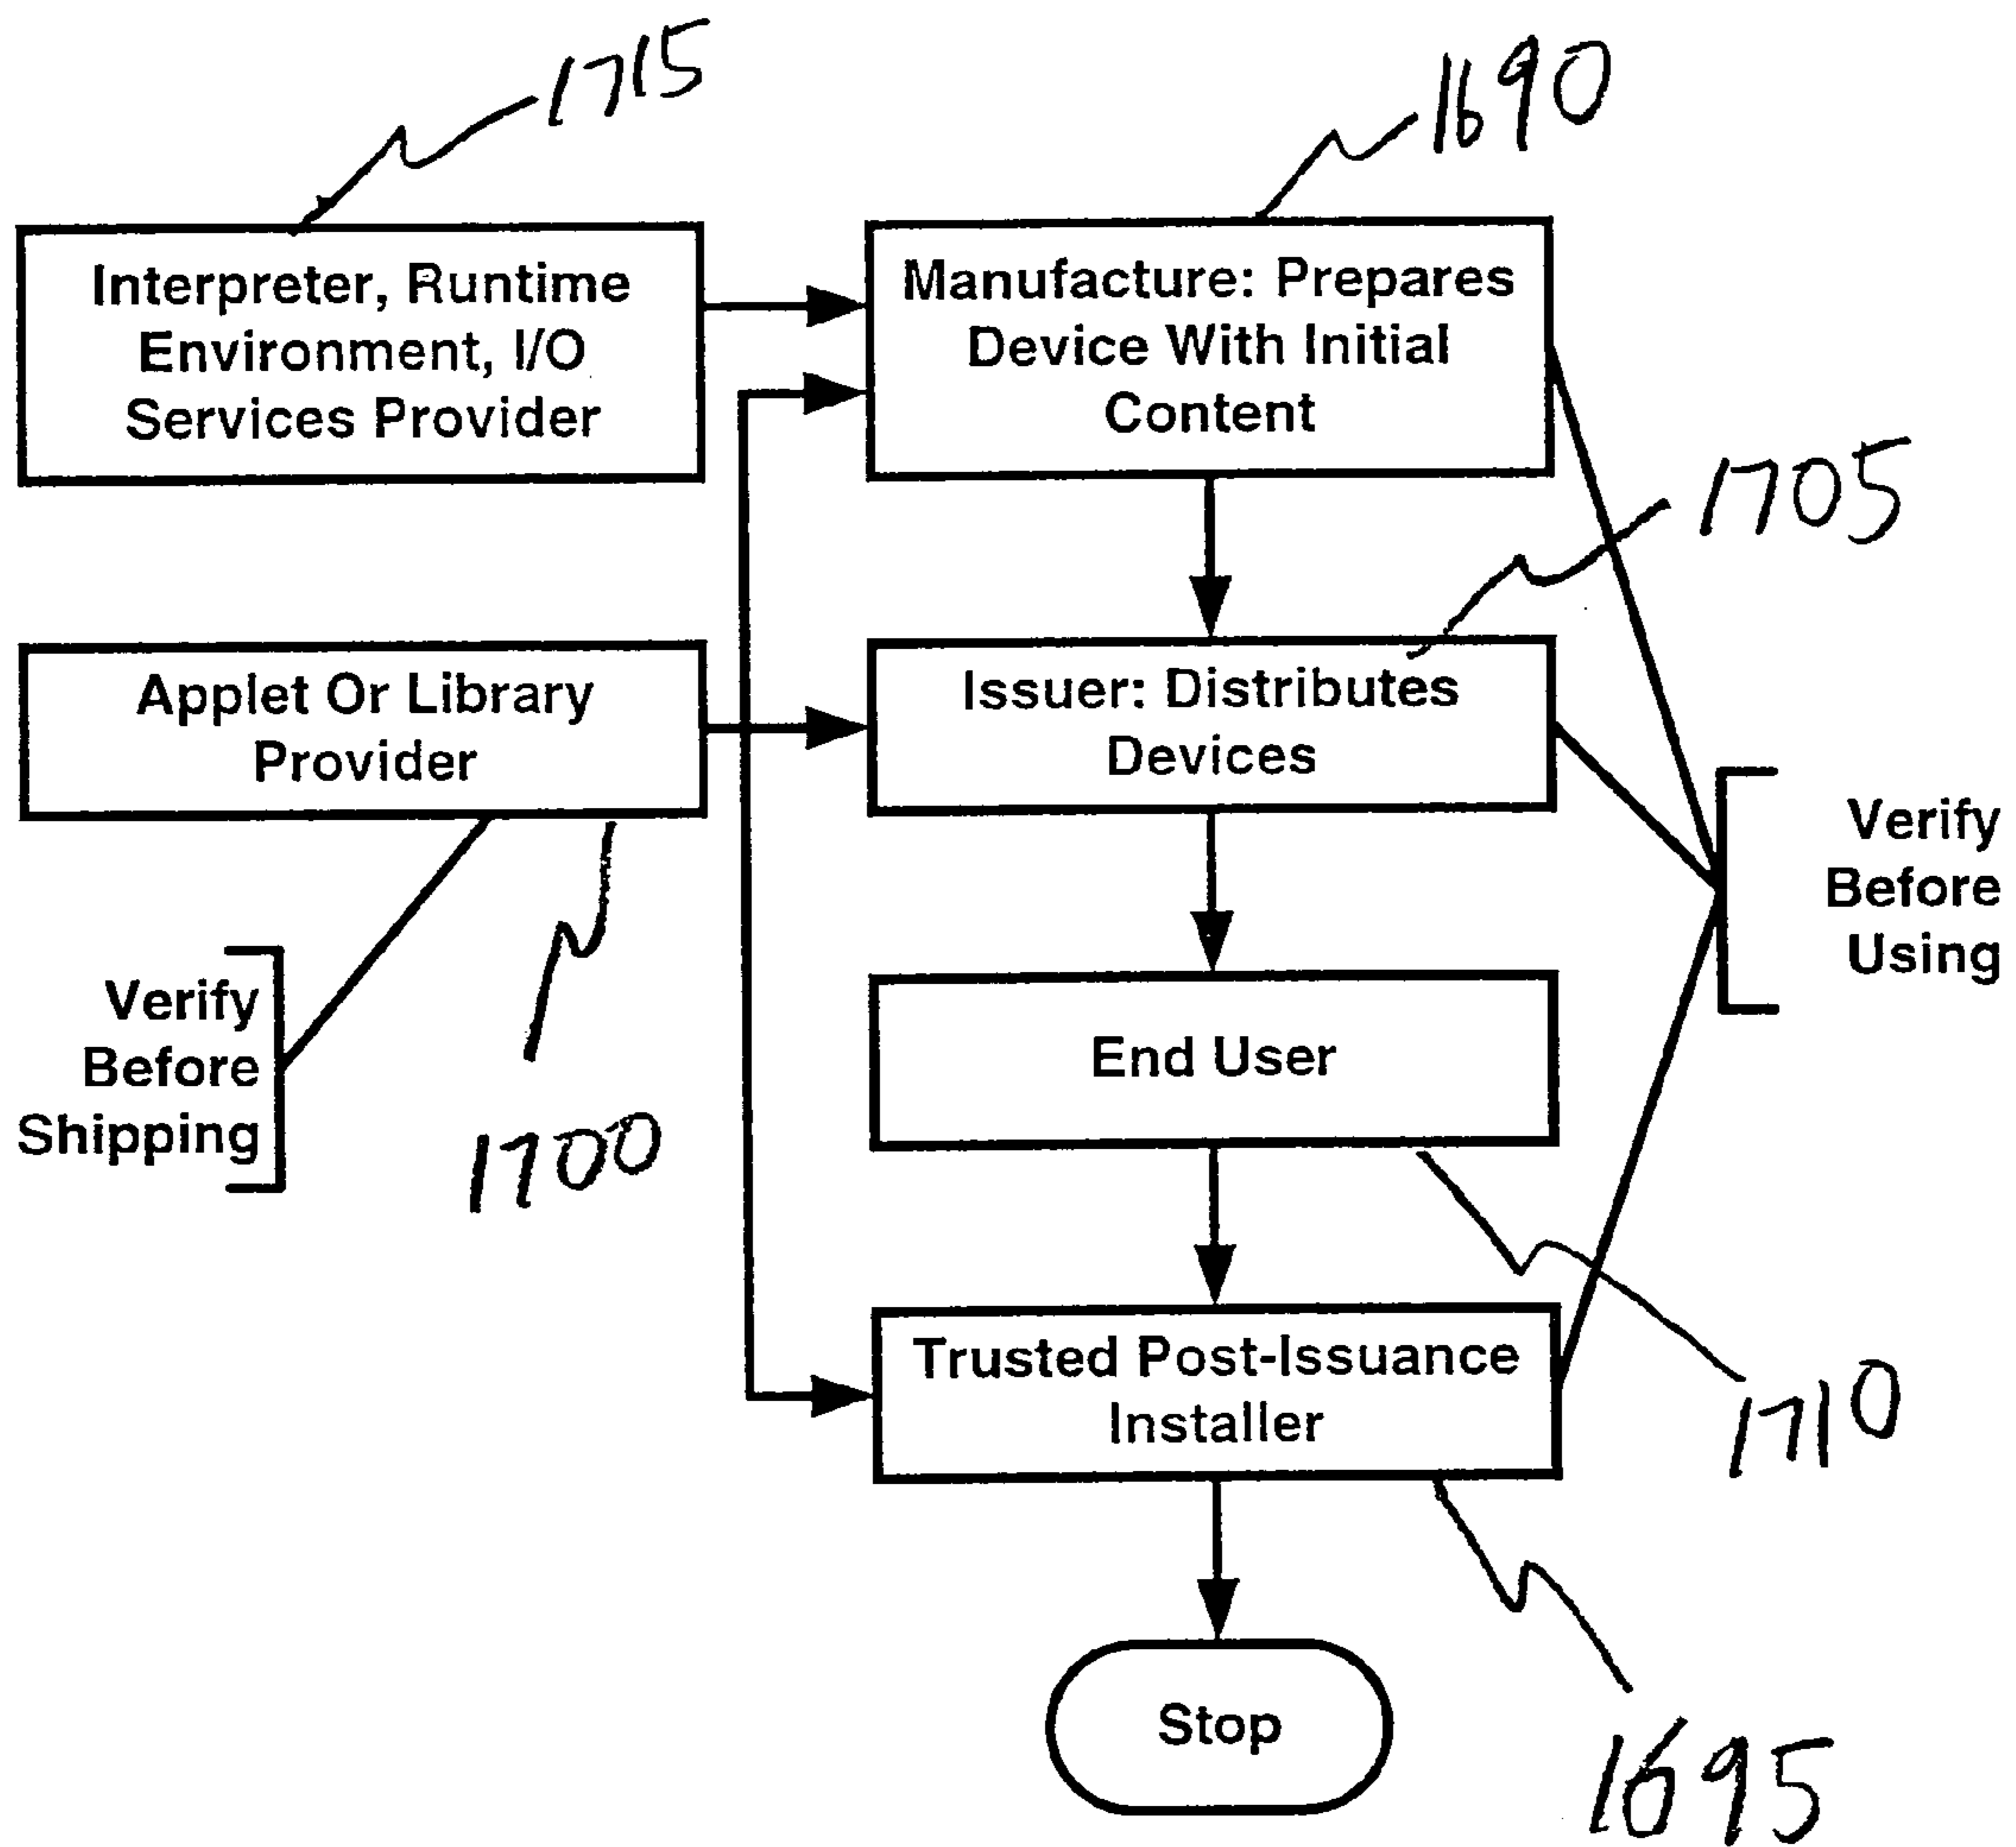 1715
1690
Interpreter, Runtime
Environment, I/O
Services Provider
Manufacture: Prepares
Device With Initial
Content
1705
Applet Or Library
Provider
Issuer: Distributes
Devices
Verify
Before
Using
Verify
Before
Shipping
1700
End User
Trusted Post-Issuance
Installer
1710
Stop
1695